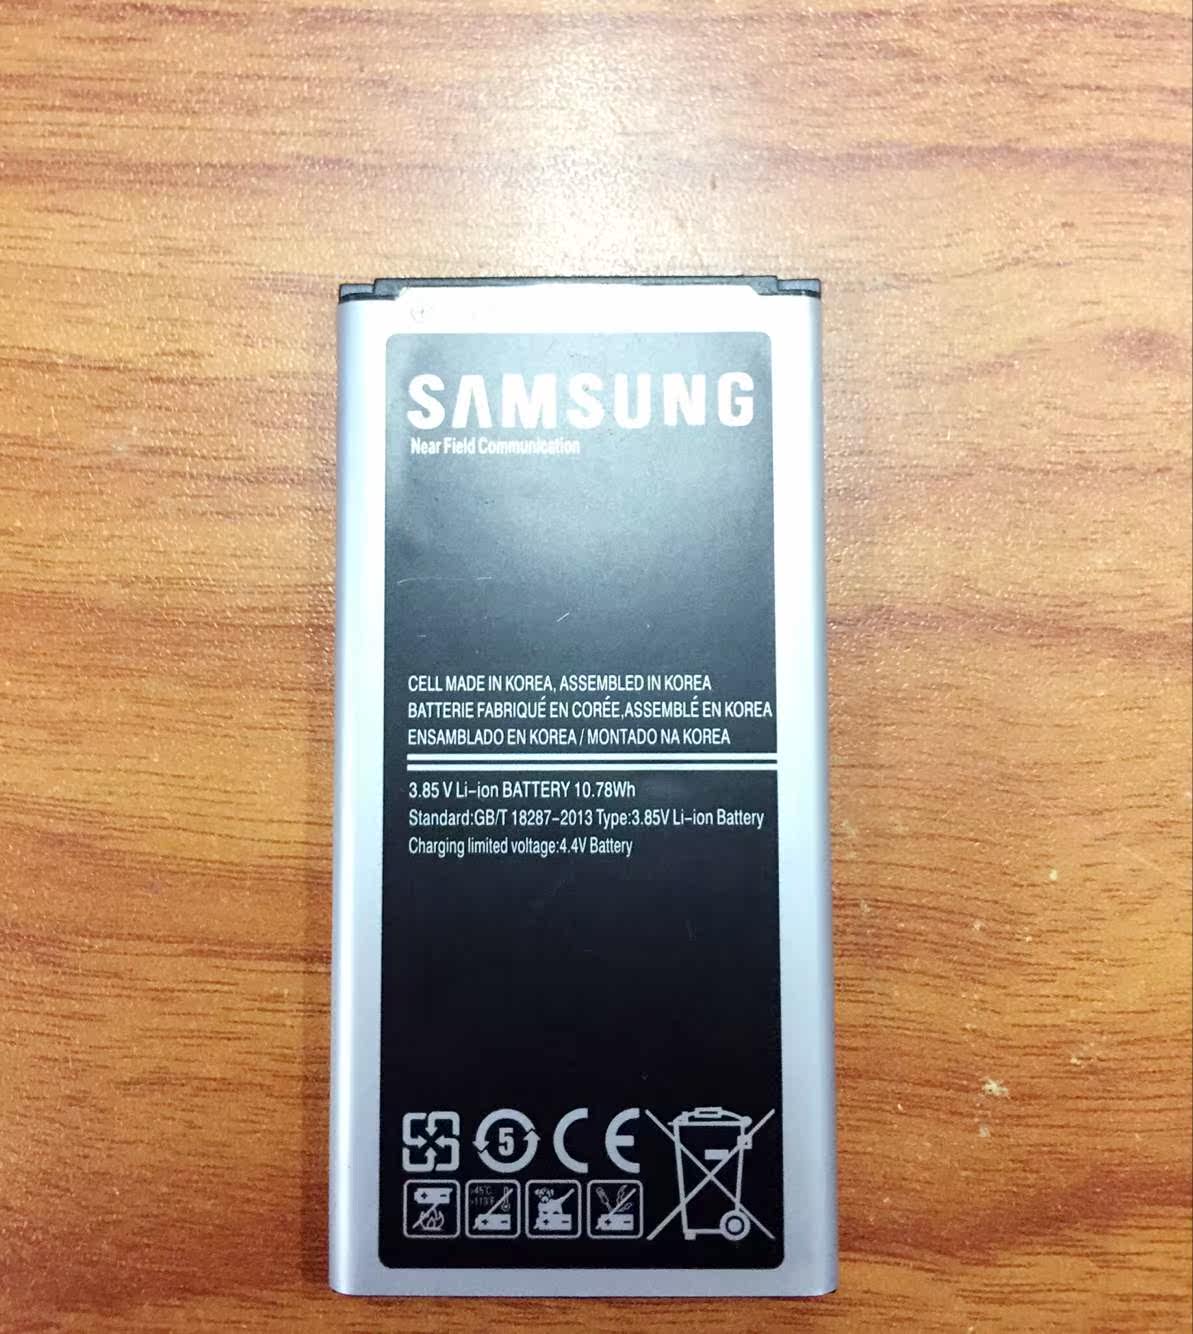 SAMSUNG
Near Field Communication
CELL MADE IN KOREA, ASSEMBLED IN KOREA
BATTERIE FABRIQUÉ EN CORÉE,ASSEMBLÉ EN KOREA
ENSAMBLADO EN KOREA / MONTADO NA KOREA
3.85 V Li-ion BATTERY 10.78Wh
Standard:GB/T 18287-2013 Type:3.85V Li-ion Battery
Charging limited voltage:4.4V Battery
5 CE
>45°C
>113°F